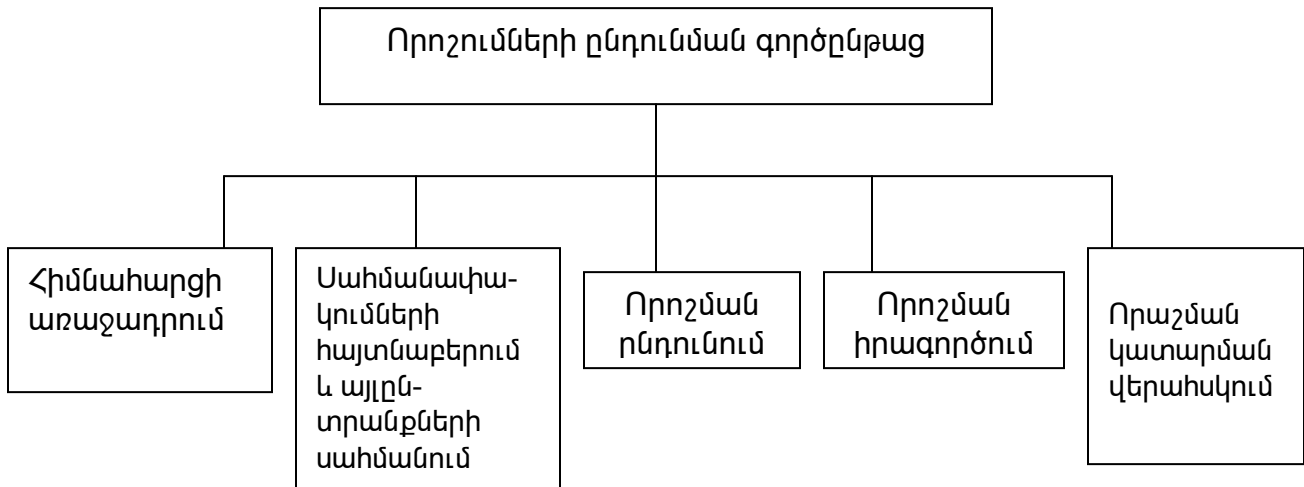 Որոշումների ընդունման գործընթաց
Հիմնահարցի
առաջադրում
Սահմանափա-
կումների
հայտնաբերում
և այլըն-
տրանքների
սահմանում
Որոշման
ընդունում
Որոշման
իրագործում
Որաշման
կատարման
վերահսկում